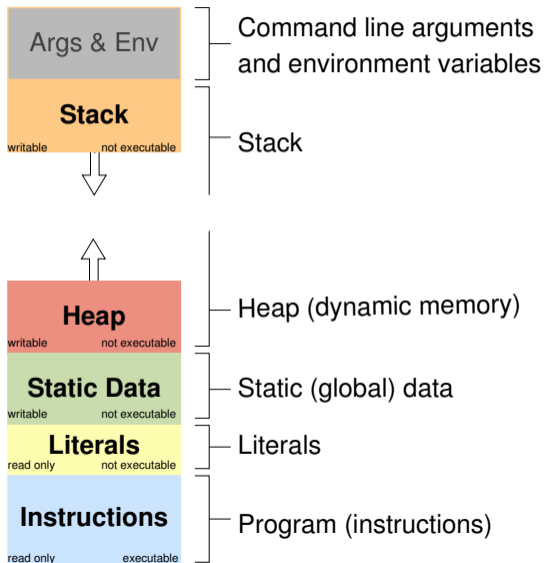 Args & Env
Command line arguments
and environment variables
Stack
writable not executable
Stack
Heap
writable not executable
Heap (dynamic memory)
Static Data
writable not executable
Static (global) data
Literals
read only not executable
Literals
Instructions
read only executable
Program (instructions)